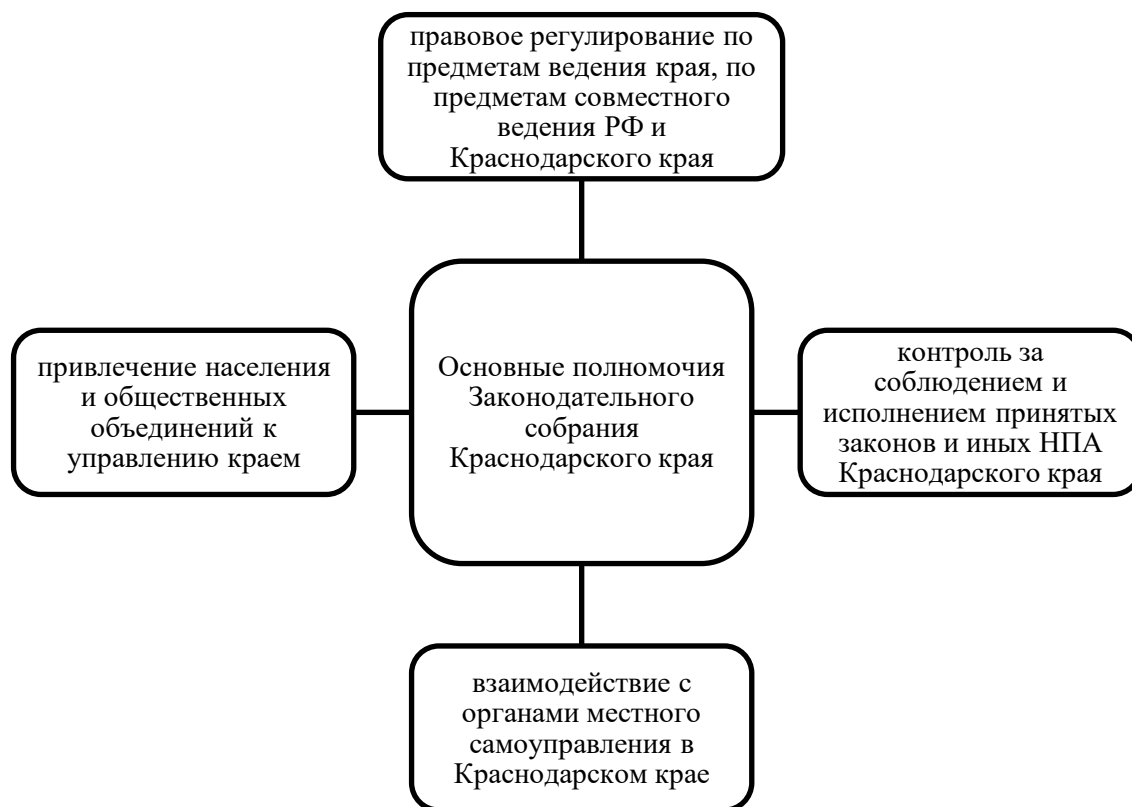 правовое регулирование по
предметам ведения края, по
предметам совместного
ведения РФ и
Краснодарского края
привлечение населения
и общественных
объединений к
управлению краем
Основные полномочия
Законодательного
собрания
Краснодарского края
контроль за
соблюдением и
исполнением принятых
законов и иных НПА
Краснодарского края
взаимодействие с
органами местного
самоуправления в
Краснодарском крае